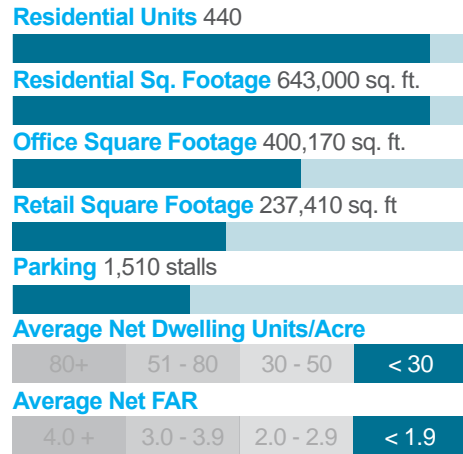 Residential Units 440
Residential Sq. Footage 643,000 sq. ft.
Office Square Footage 400,170 sq. ft.
Retail Square Footage 237,410 sq. ft
Parking 1,510 stalls
Average Net Dwelling Units/Acre
80+ 51 - 80 30 - 50 < 30
Average Net FAR
4.0 + 3.0 - 3.9 2.0 - 2.9 < 1.9